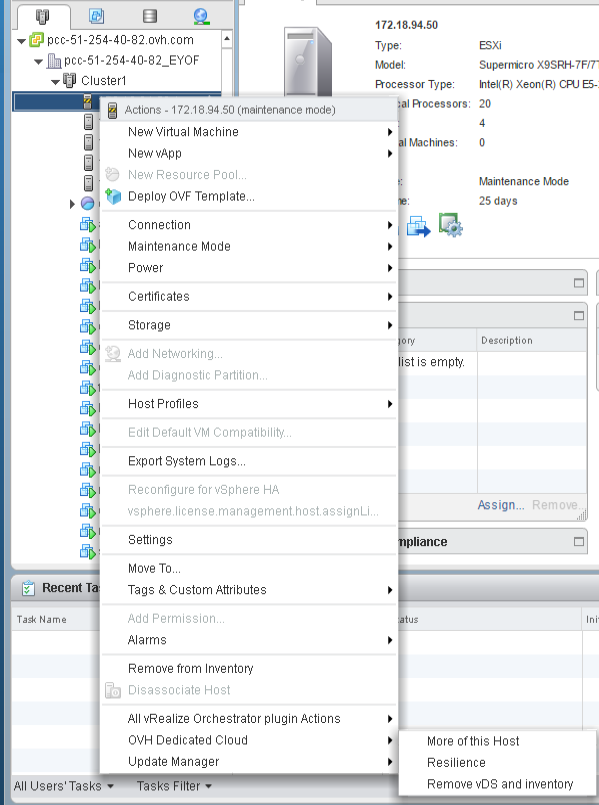 pcc-51-254-40-82.ovh.com
pcc-51-254-40-82_EYOF
Cluster1
172.18.94.50
Type: ESXi
Model: Supermicro X9SRH-7F/7T
Processor Type: Intel(R) Xeon(R) CPU E5-
al Processors: 20
4
al Machines: 0
e: Maintenance Mode
me: 25 days
Actions - 172.18.94.50 (maintenance mode)
New Virtual Machine
New vApp
New Resource Pool...
Deploy OVF Template...
Connection
Maintenance Mode
Power
Certificates
Storage
Add Networking...
Add Diagnostic Partition...
Host Profiles
Edit Default VM Compatibility...
Export System Logs...
Reconfigure for vSphere HA
vsphere.license.management.host.assignLi...
Settings
Move To...
Tags & Custom Attributes
Add Permission...
Alarms
Remove from Inventory
Disassociate Host
All vRealize Orchestrator plugin Actions
OVH Dedicated Cloud
Update Manager
More of this Host
Resilience
Remove vDS and inventory
gory Description
list is empty.
Assign... Remove...
mpliance
Recent Ta
Task Name tatus Ini
All Users' Tasks Tasks Filter